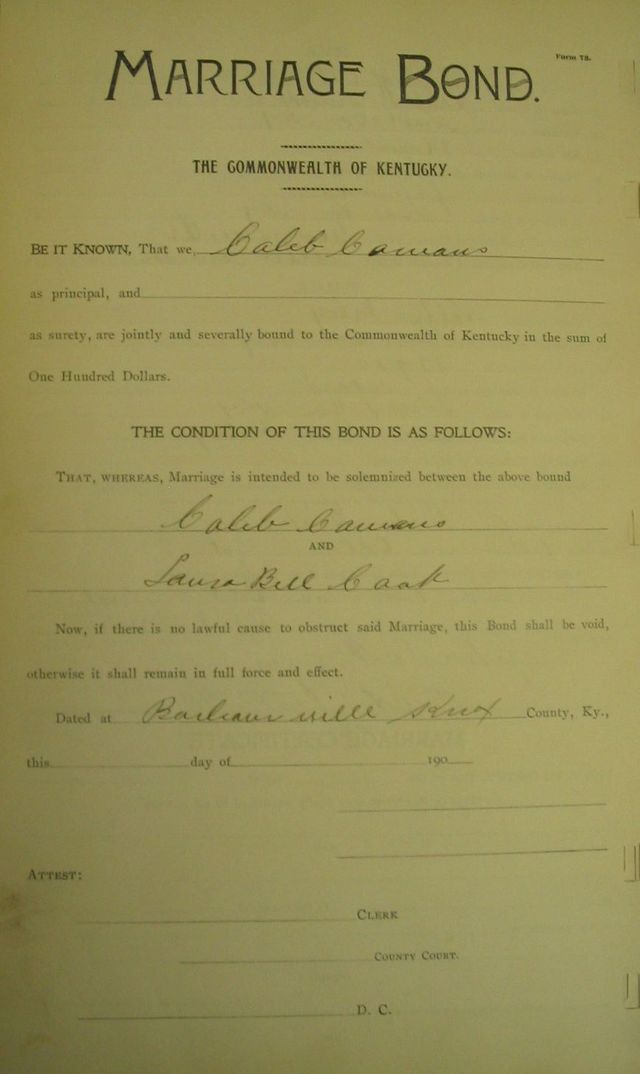 Form 73.
MARRIAGE BOND.
THE COMMONWEALTH OF KENTUCKY.
BE IT KNOWN, That we Caleb
as principal, and
as surety, are jointly and severally bound to the Commonwealth of Kentucky in the sum of
One Hundred Dollars.
THE CONDITION OF THIS BOND IS AS FOLLOWS:
THAT, WHEREAS, Marriage is intended to be solemnized between the above bound
Caleb
AND
Laura Bell Cook
Now, if there is no lawful cause to obstruct said Marriage, this Bond shall be void,
otherwise it shall remain in full force and effect.
Dated at Barbourville Knox County, Ky.,
this day of 190
ATTEST:
CLERK
COUNTY COURT.
D. C.